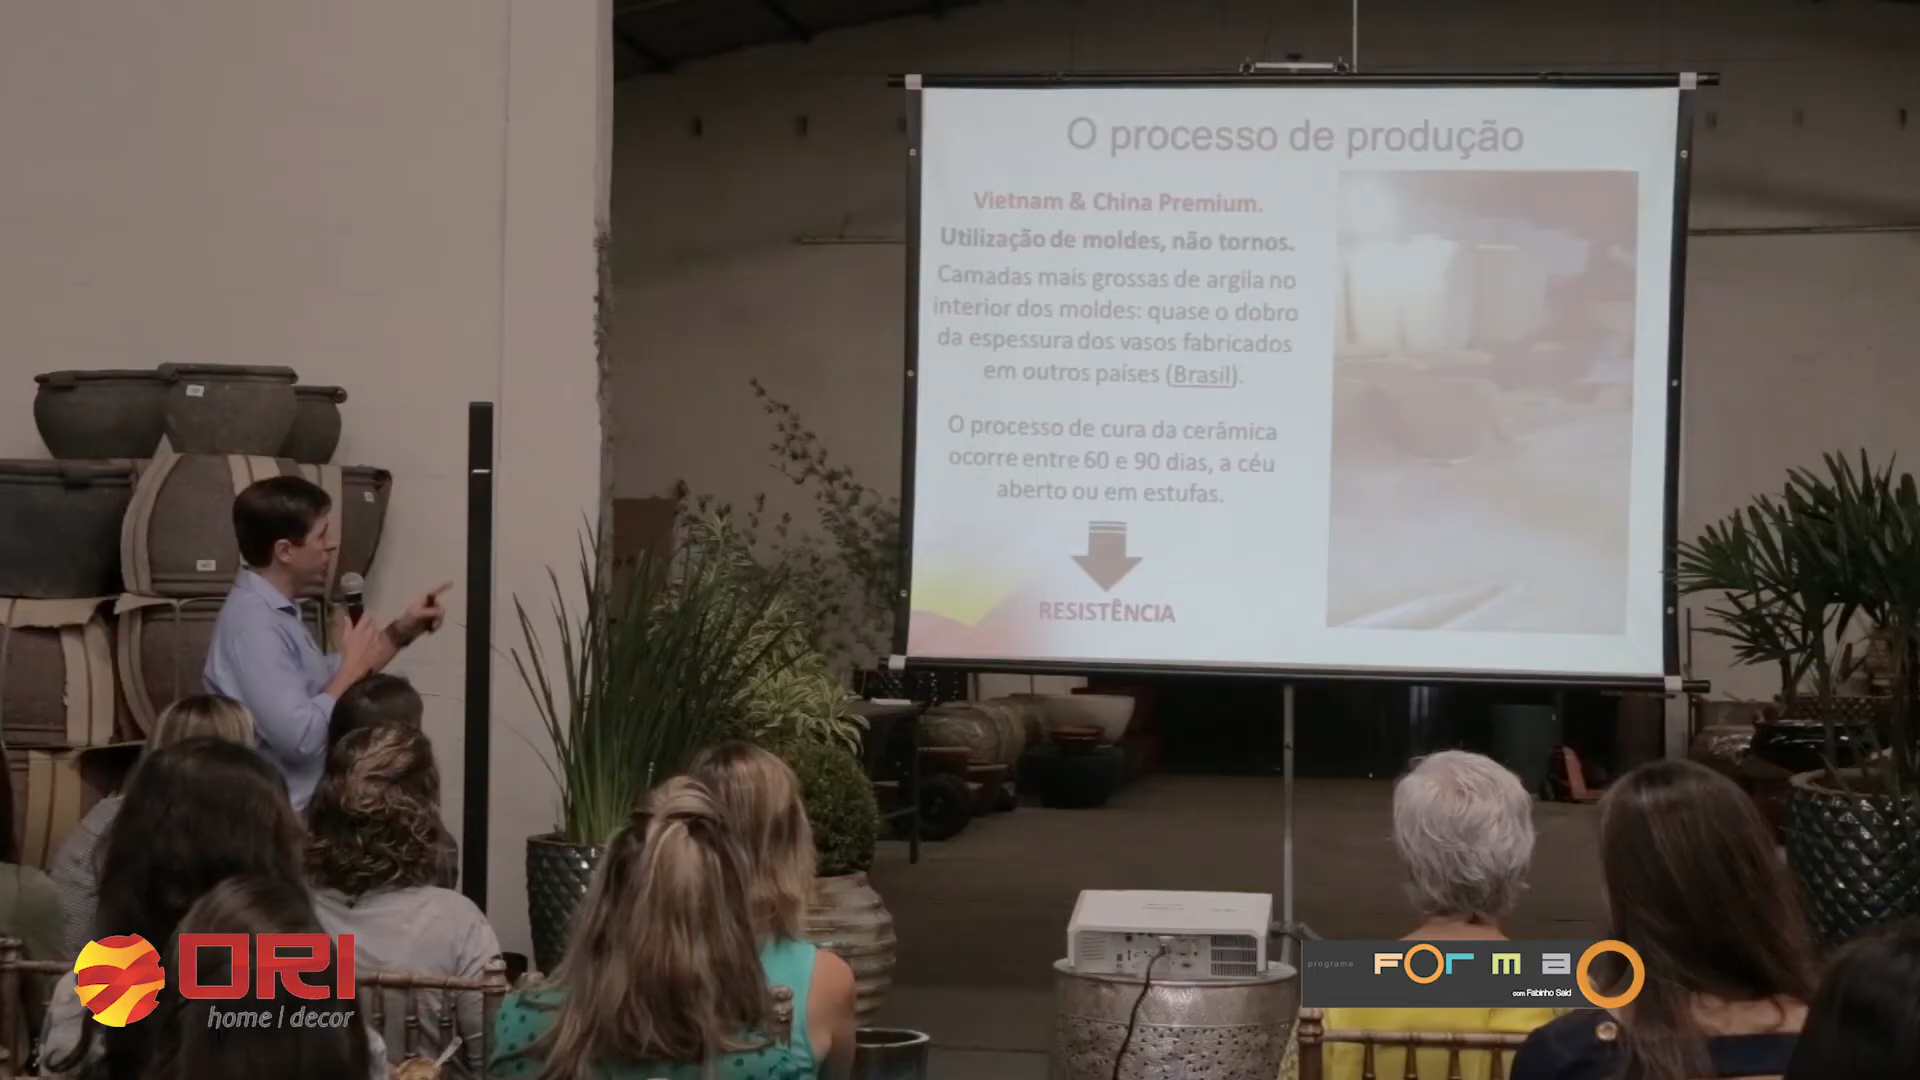 O processo de produção
Vietnam & China Premium.
Utilização de moldes, não tornos.
Camadas mais grossas de argila no
interior dos moldes: quase o dobro
da espessura dos vasos fabricados
em outros países (Brasil).
O processo de cura da cerâmica
ocorre entre 60 e 90 dias, a céu
aberto ou em estufas.
RESISTÊNCIA
ORI
home | decor
programa
FORMAO
com Fabinho Said